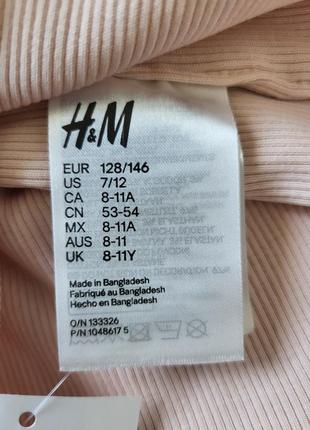 H&M
EUR 128/146
US 7/12
CA 8-11A
CN 53-54
MX 8-11A
AUS 8-11
UK 8-11Y
Made in Bangladesh
Fabriqué au Bangladesh
Hecho en Bangladesh
O/N 133326
P/N 1048617 5